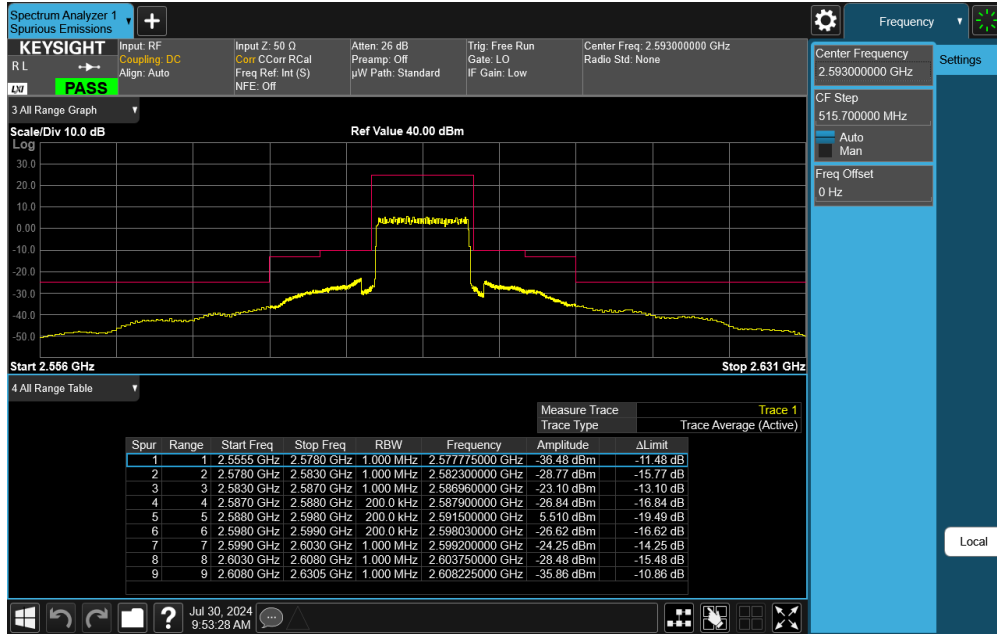 Spectrum Analyzer 1
Spurious Emissions
Frequency
KEYSIGHT
R L
LXI
PASS
Input: RF
Coupling: DC
Align: Auto
Input Z: 50 Ω
Corr CCorr RCal
Freq Ref: Int (S)
NFE: Off
Atten: 26 dB
Preamp: Off
µW Path: Standard
Trig: Free Run
Gate: LO
IF Gain: Low
Center Freq: 2.593000000 GHz
Radio Std: None
Center Frequency
2.593000000 GHz
Settings
CF Step
515.700000 MHz
Auto
Man
Freq Offset
0 Hz
Local
3 All Range Graph
Scale/Div 10.0 dB
Ref Value 40.00 dBm
Log
30.0
20.0
10.0
0.00
-10.0
-20.0
-30.0
-40.0
-50.0
Start 2.556 GHz
Stop 2.631 GHz
4 All Range Table
Measure Trace Trace 1
Trace Type Trace Average (Active)
Spur Range Start Freq Stop Freq RBW Frequency Amplitude ΔLimit
1 1 2.5555 GHz 2.5780 GHz 1.000 MHz 2.577775000 GHz -36.48 dBm -11.48 dB
2 2 2.5780 GHz 2.5830 GHz 1.000 MHz 2.582300000 GHz -28.77 dBm -15.77 dB
3 3 2.5830 GHz 2.5870 GHz 1.000 MHz 2.586960000 GHz -23.10 dBm -13.10 dB
4 4 2.5870 GHz 2.5880 GHz 200.0 kHz 2.587900000 GHz -26.84 dBm -16.84 dB
5 5 2.5880 GHz 2.5980 GHz 200.0 kHz 2.591500000 GHz 5.510 dBm -19.49 dB
6 6 2.5980 GHz 2.5990 GHz 200.0 kHz 2.598030000 GHz -26.62 dBm -16.62 dB
7 7 2.5990 GHz 2.6030 GHz 1.000 MHz 2.599200000 GHz -24.25 dBm -14.25 dB
8 8 2.6030 GHz 2.6080 GHz 1.000 MHz 2.603750000 GHz -28.48 dBm -15.48 dB
9 9 2.6080 GHz 2.6305 GHz 1.000 MHz 2.608225000 GHz -35.86 dBm -10.86 dB
?
Jul 30, 2024
9:53:28 AM